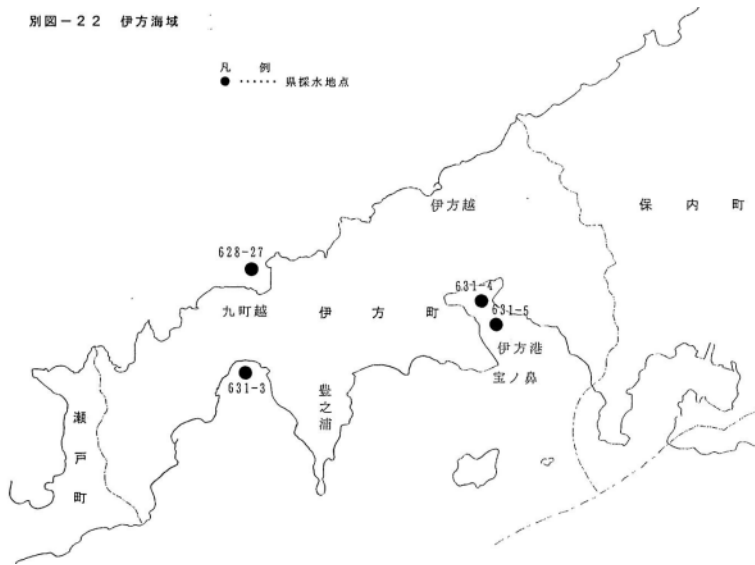 別図－２２　伊方海域
凡　例
●‥‥‥県採水地点
伊方越
保内町
628-27
631-4
631-5
九町越
伊方町
伊方港
宝ノ鼻
631-3
豊之浦
瀬戸町